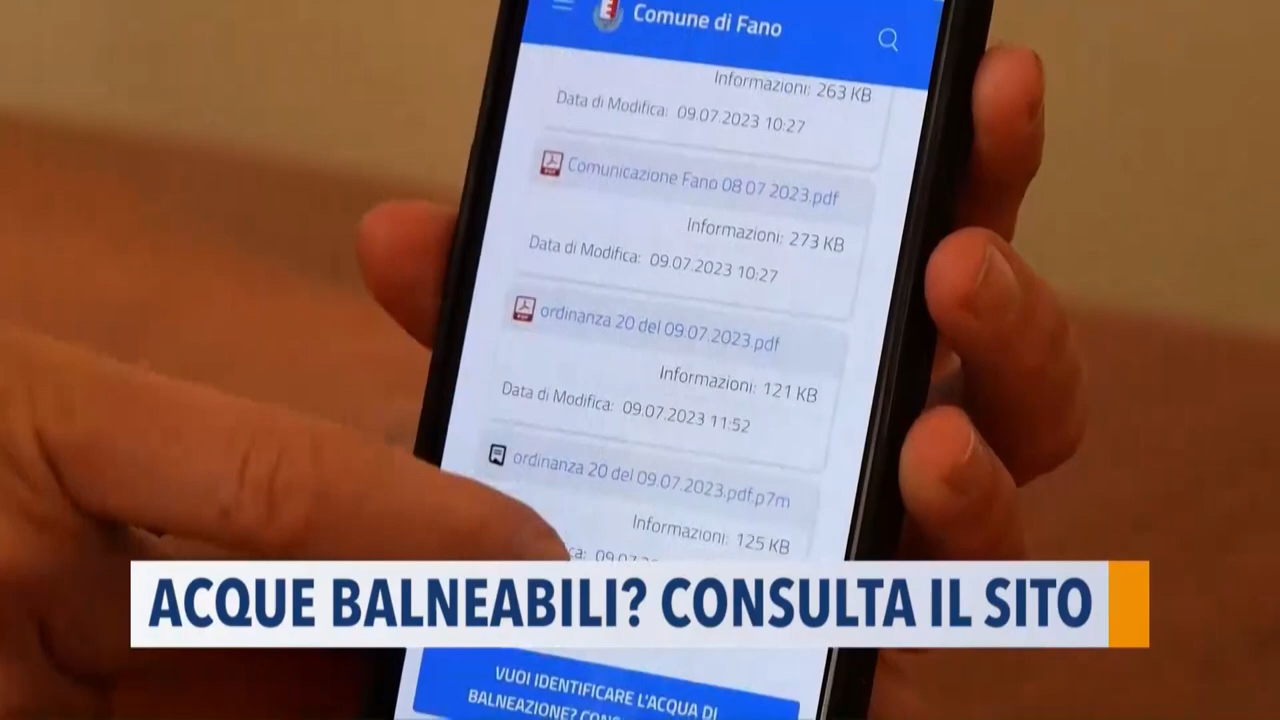 Comune di Fano
Informazioni: 263 KB
Data di Modifica: 09.07.2023 10:27
Comunicazione Fano 08 07 2023.pdf
Informazioni: 273 KB
Data di Modifica: 09.07.2023 10:27
ordinanza 20 del 09.07.2023.pdf
Informazioni: 121 KB
Data di Modifica: 09.07.2023 11:52
ordinanza 20 del 09.07.2023.pdf.p7m
Informazioni: 125 KB
ACQUE BALNEABILI? CONSULTA IL SITO
VUOI IDENTIFICARE L'ACQUA DI
BALNEAZIONE?